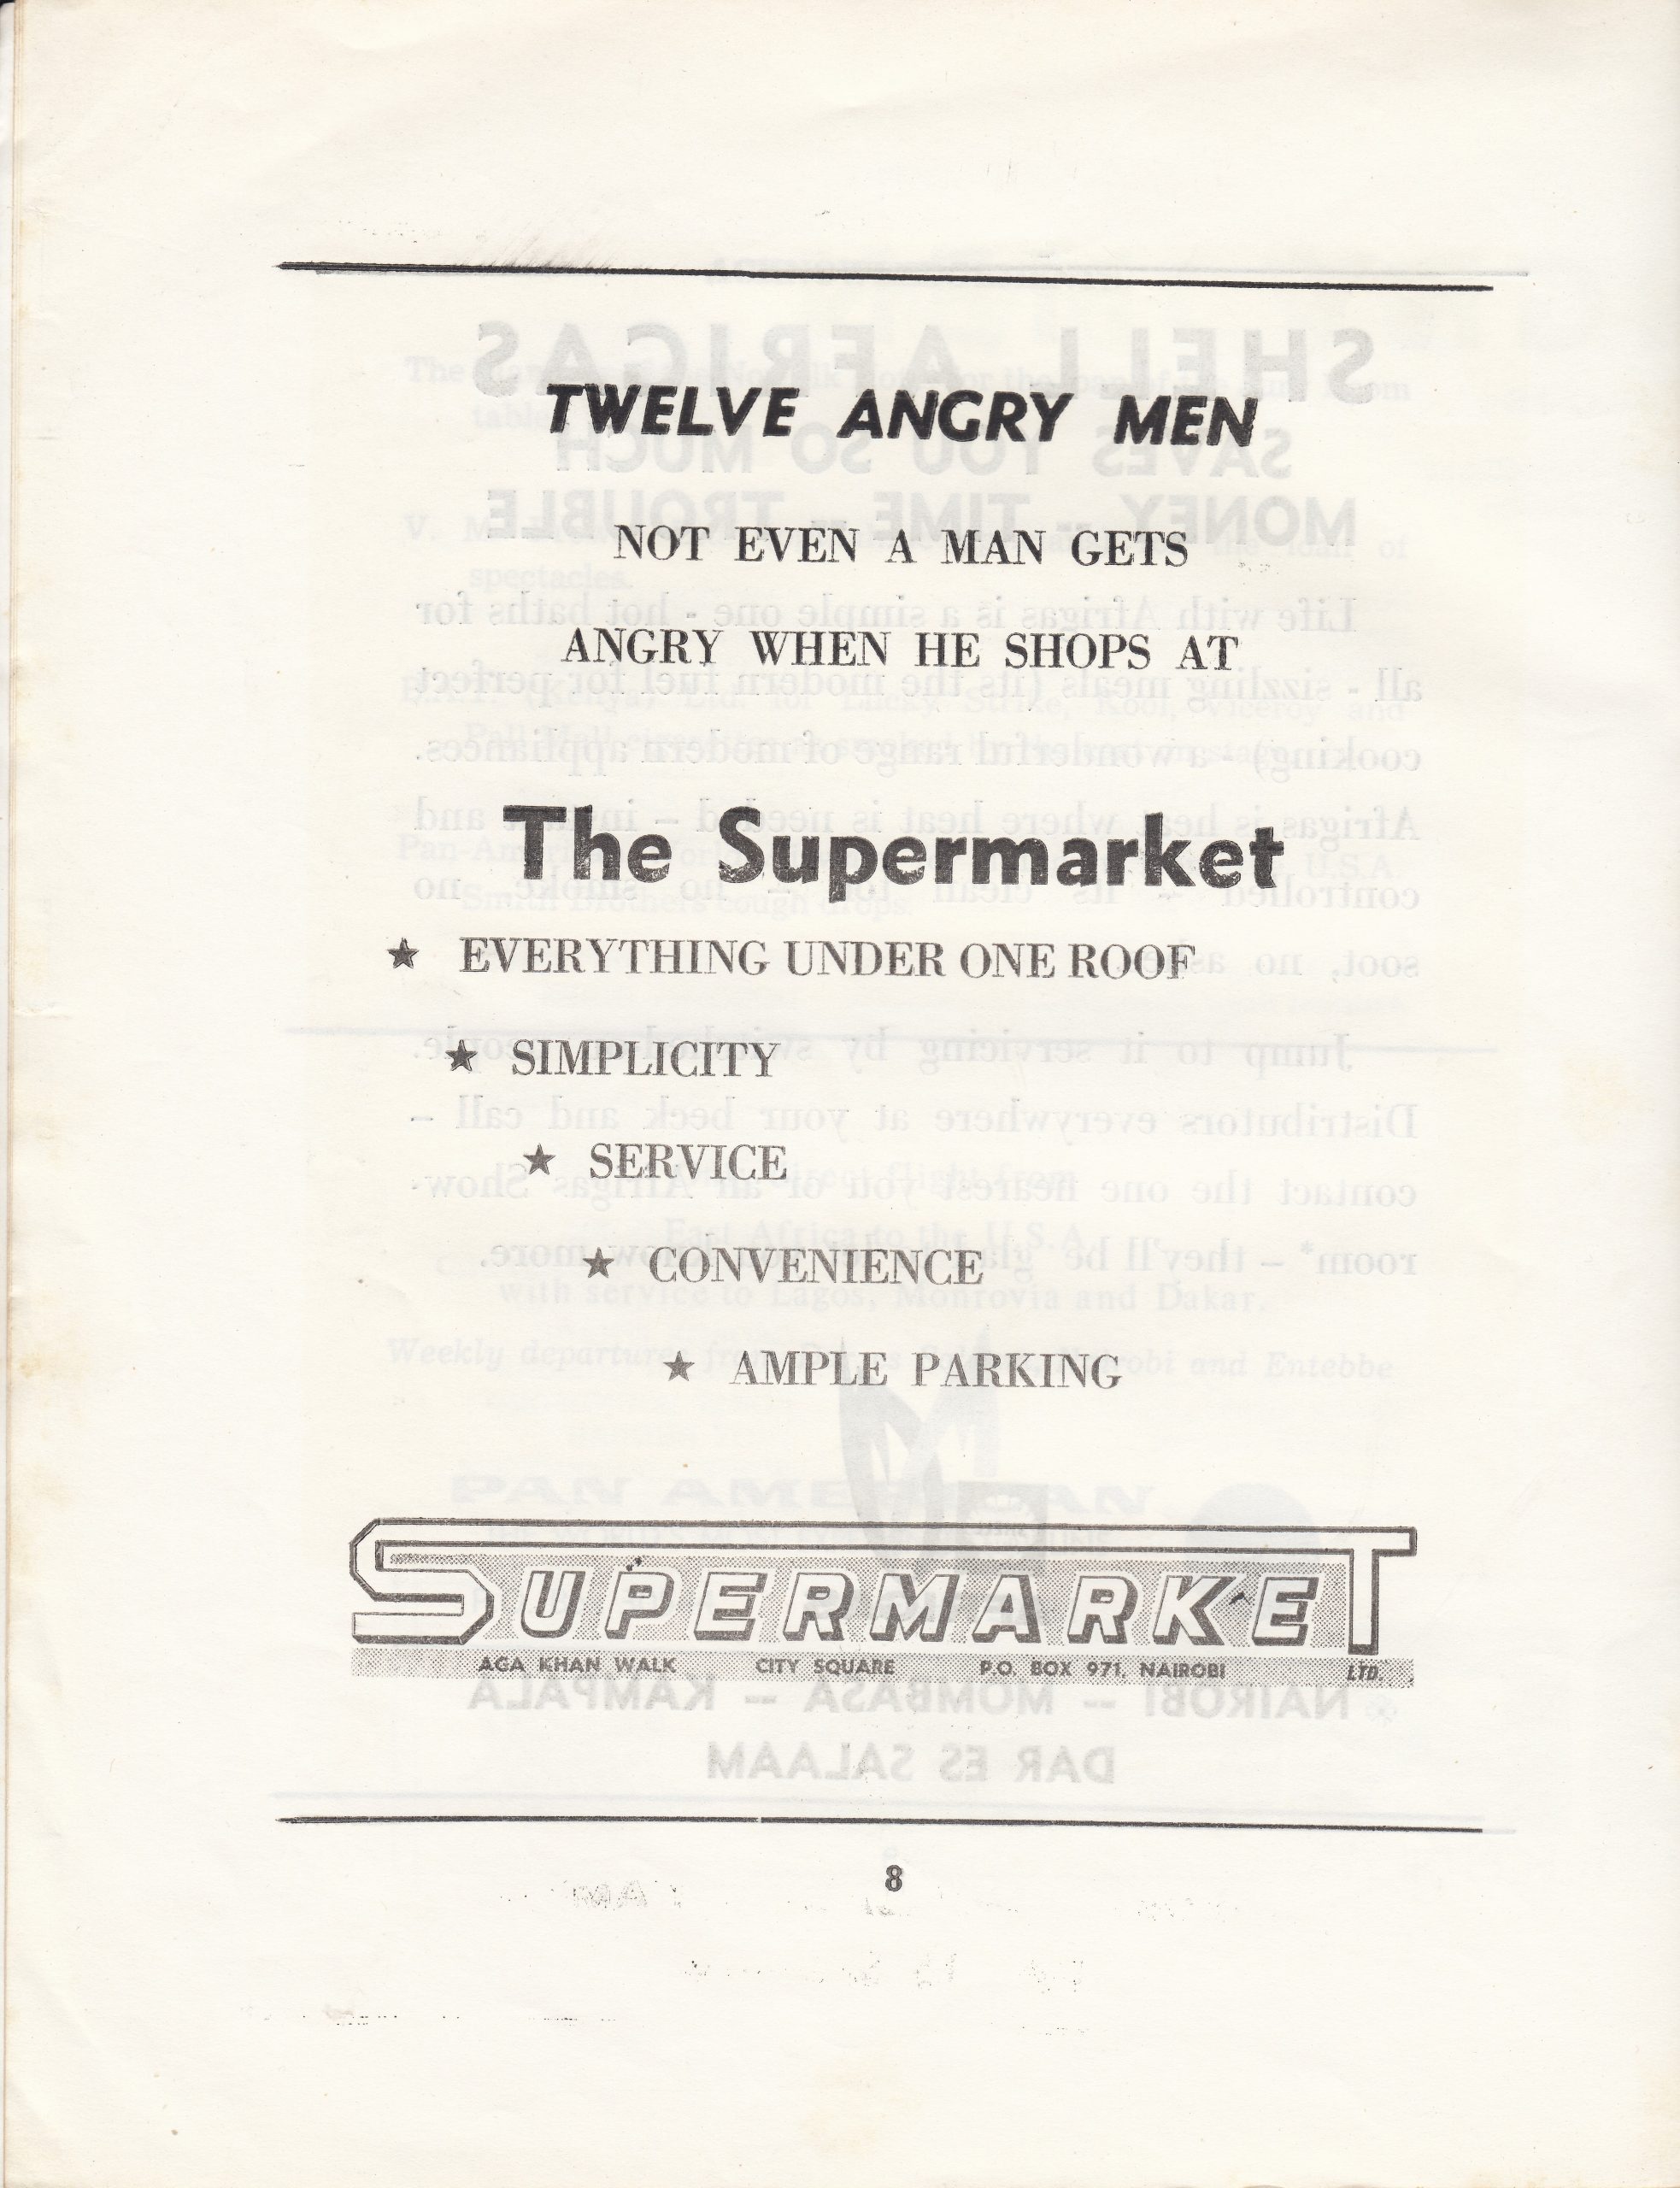 TWELVE ANGRY MEN
NOT EVEN A MAN GETS
ANGRY WHEN HE SHOPS AT
The Supermarket
★ EVERYTHING UNDER ONE ROOF
★ SIMPLICITY
★ SERVICE
★ CONVENIENCE
★ AMPLE PARKING
SUPERMARKET
AGA KHAN WALK CITY SQUARE P.O. BOX 971, NAIROBI LTD.
8